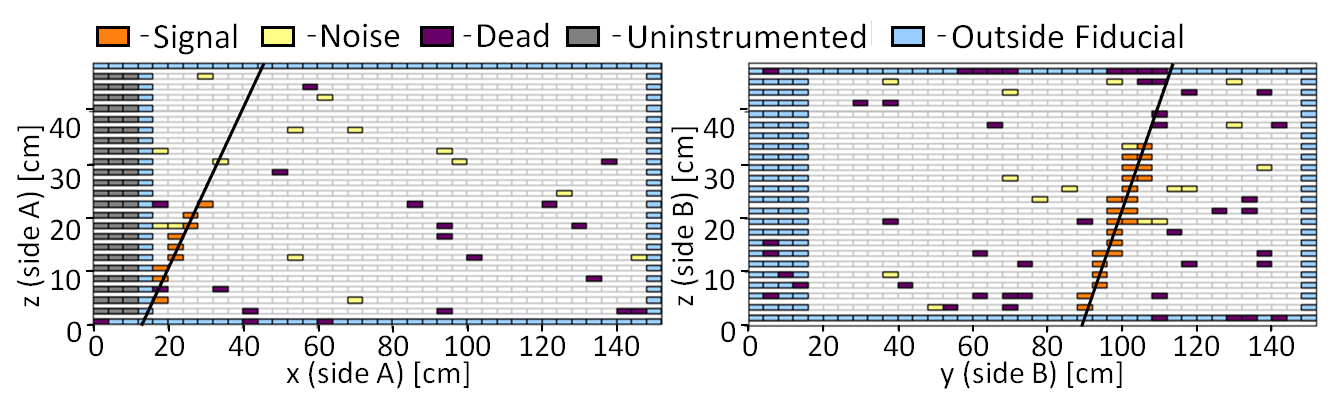 -Signal -Noise -Dead -Uninstrumented -Outside Fiducial
z (side A) [cm]
40
30
20
10
0
0 20 40 60 80 100 120 140
x (side A) [cm]
z (side B) [cm]
40
30
20
10
0
0 20 40 60 80 100 120 140
y (side B) [cm]